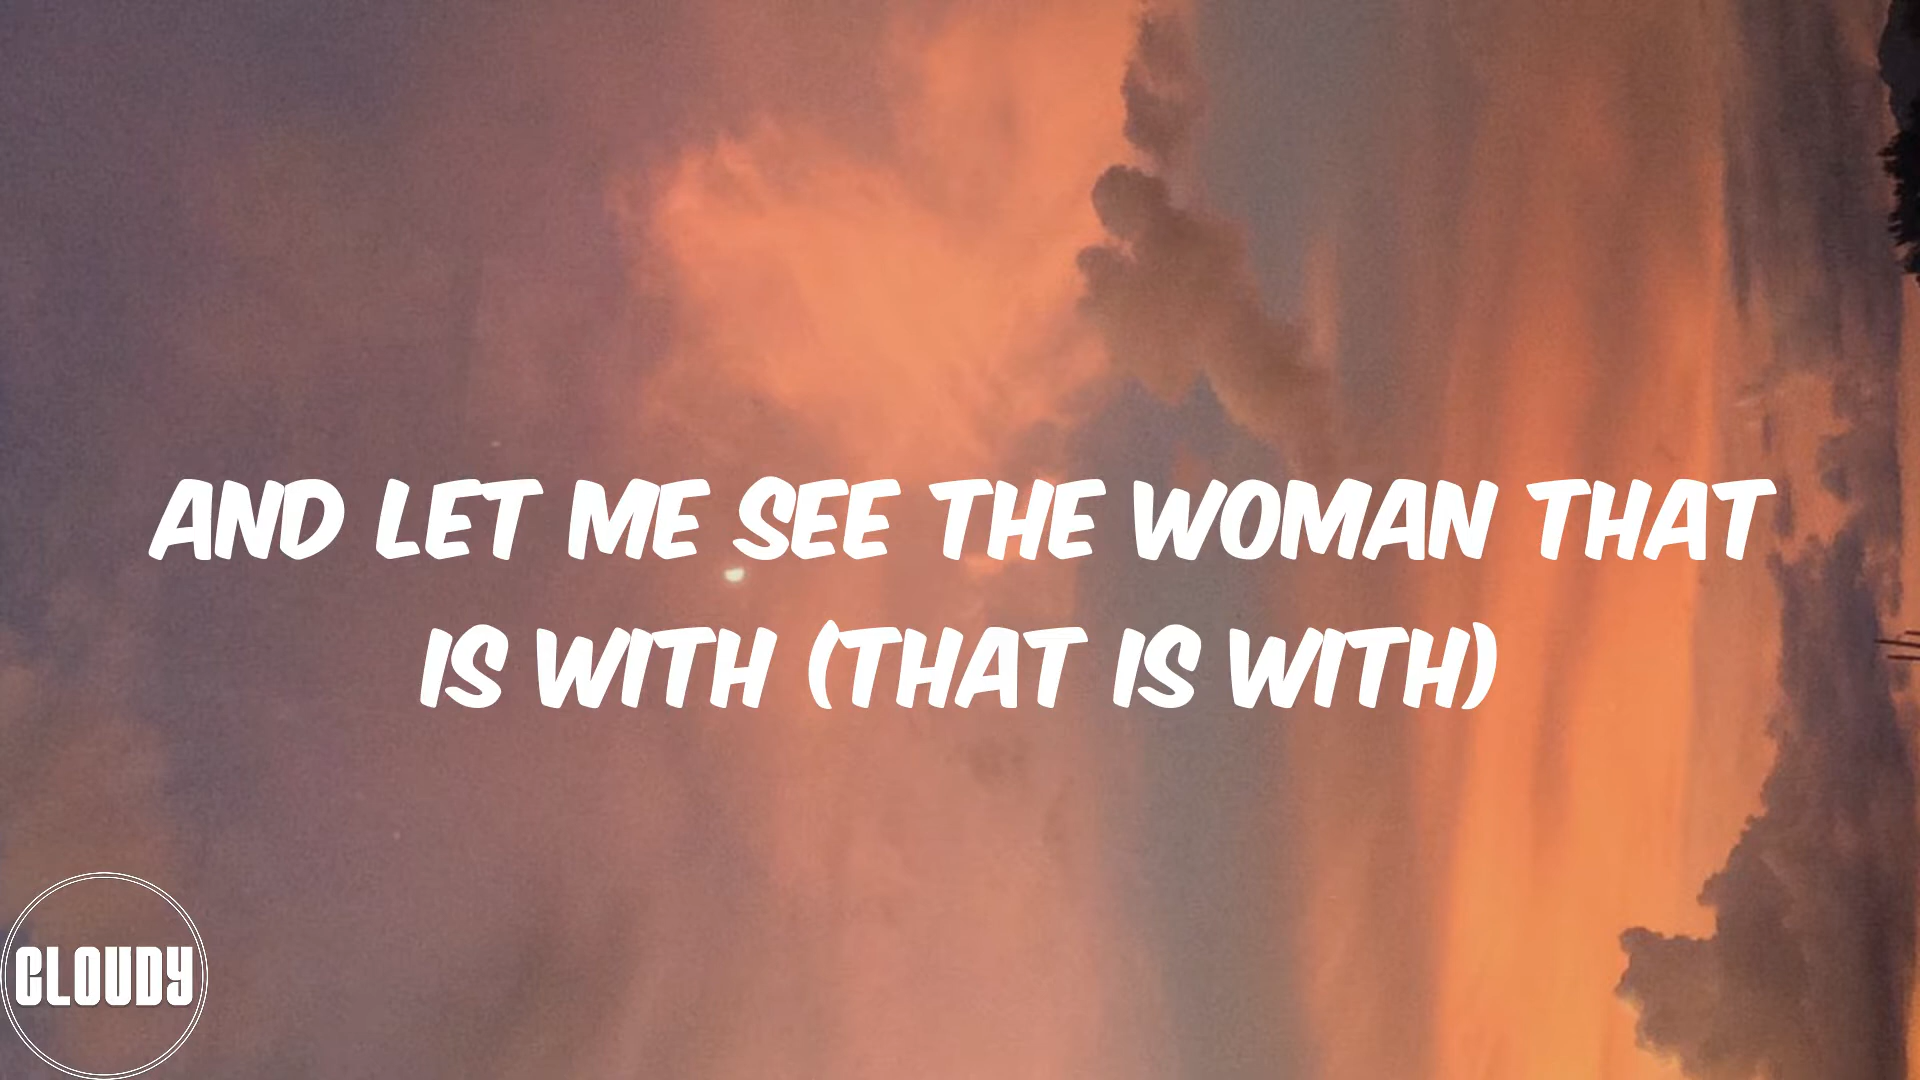 AND LET ME SEE THE WOMAN THAT
IS WITH (THAT IS WITH)
CLOUDY